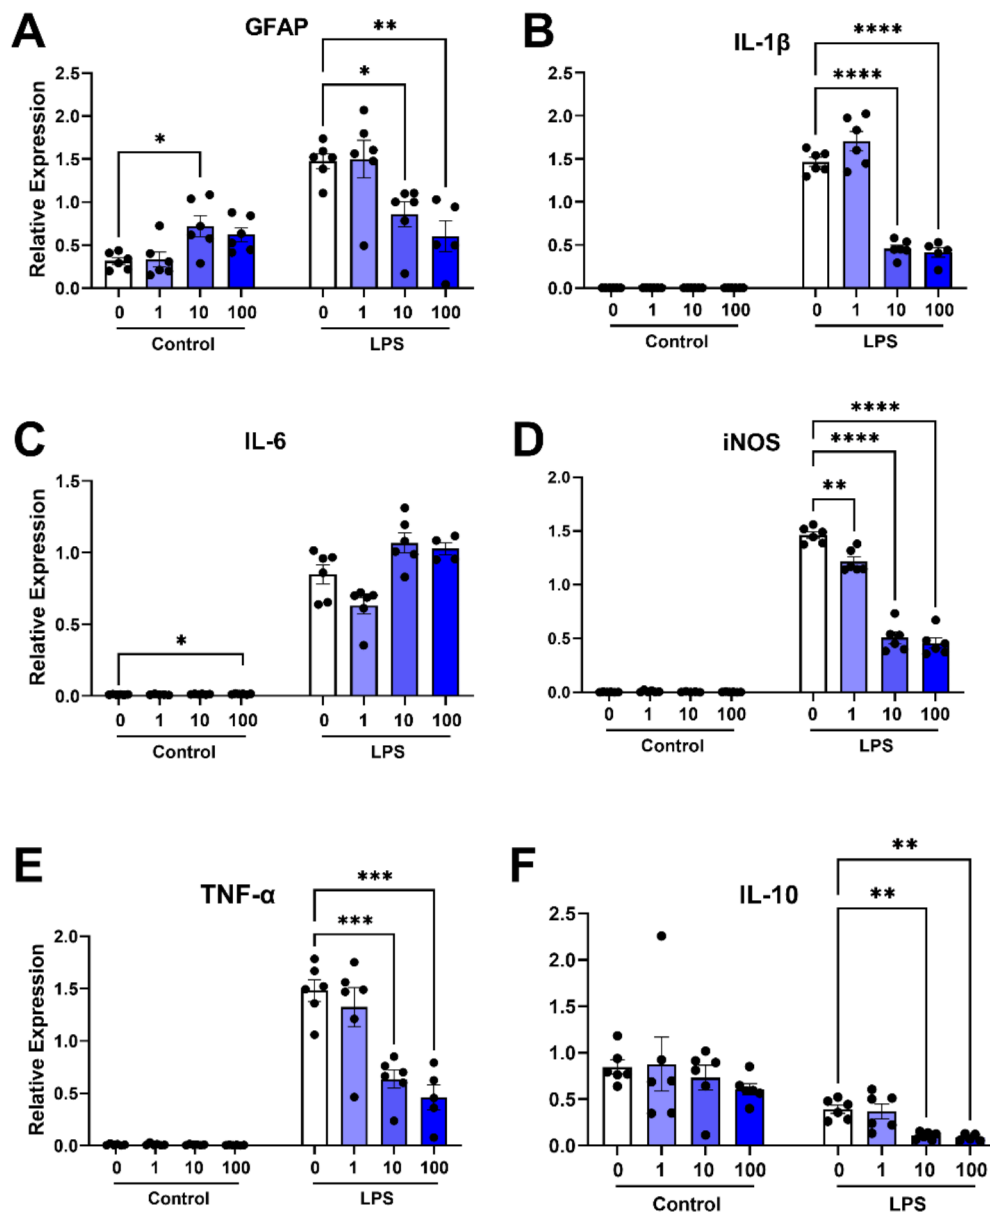 A
GFAP
**
*
*
Relative Expression
2.5
2.0
1.5
1.0
0.5
0.0
0 1 10 100 0 1 10 100
Control LPS
B
IL-1β
****
****
2.5
2.0
1.5
1.0
0.5
0.0
0 1 10 100 0 1 10 100
Control LPS
C
IL-6
*
Relative Expression
1.5
1.0
0.5
0.0
0 1 10 100 0 1 10 100
Control LPS
D
iNOS
****
****
**
2.0
1.5
1.0
0.5
0.0
0 1 10 100 0 1 10 100
Control LPS
E
TNF-α
***
***
Relative Expression
2.0
1.5
1.0
0.5
0.0
0 1 10 100 0 1 10 100
Control LPS
F
IL-10
**
**
2.5
2.0
1.5
1.0
0.5
0.0
0 1 10 100 0 1 10 100
Control LPS